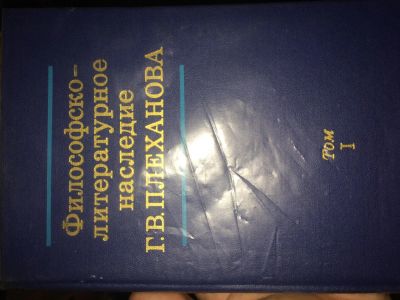 Философско-
литературное
наследие
Г.В.ПЛЕХАНОВА
Том
I